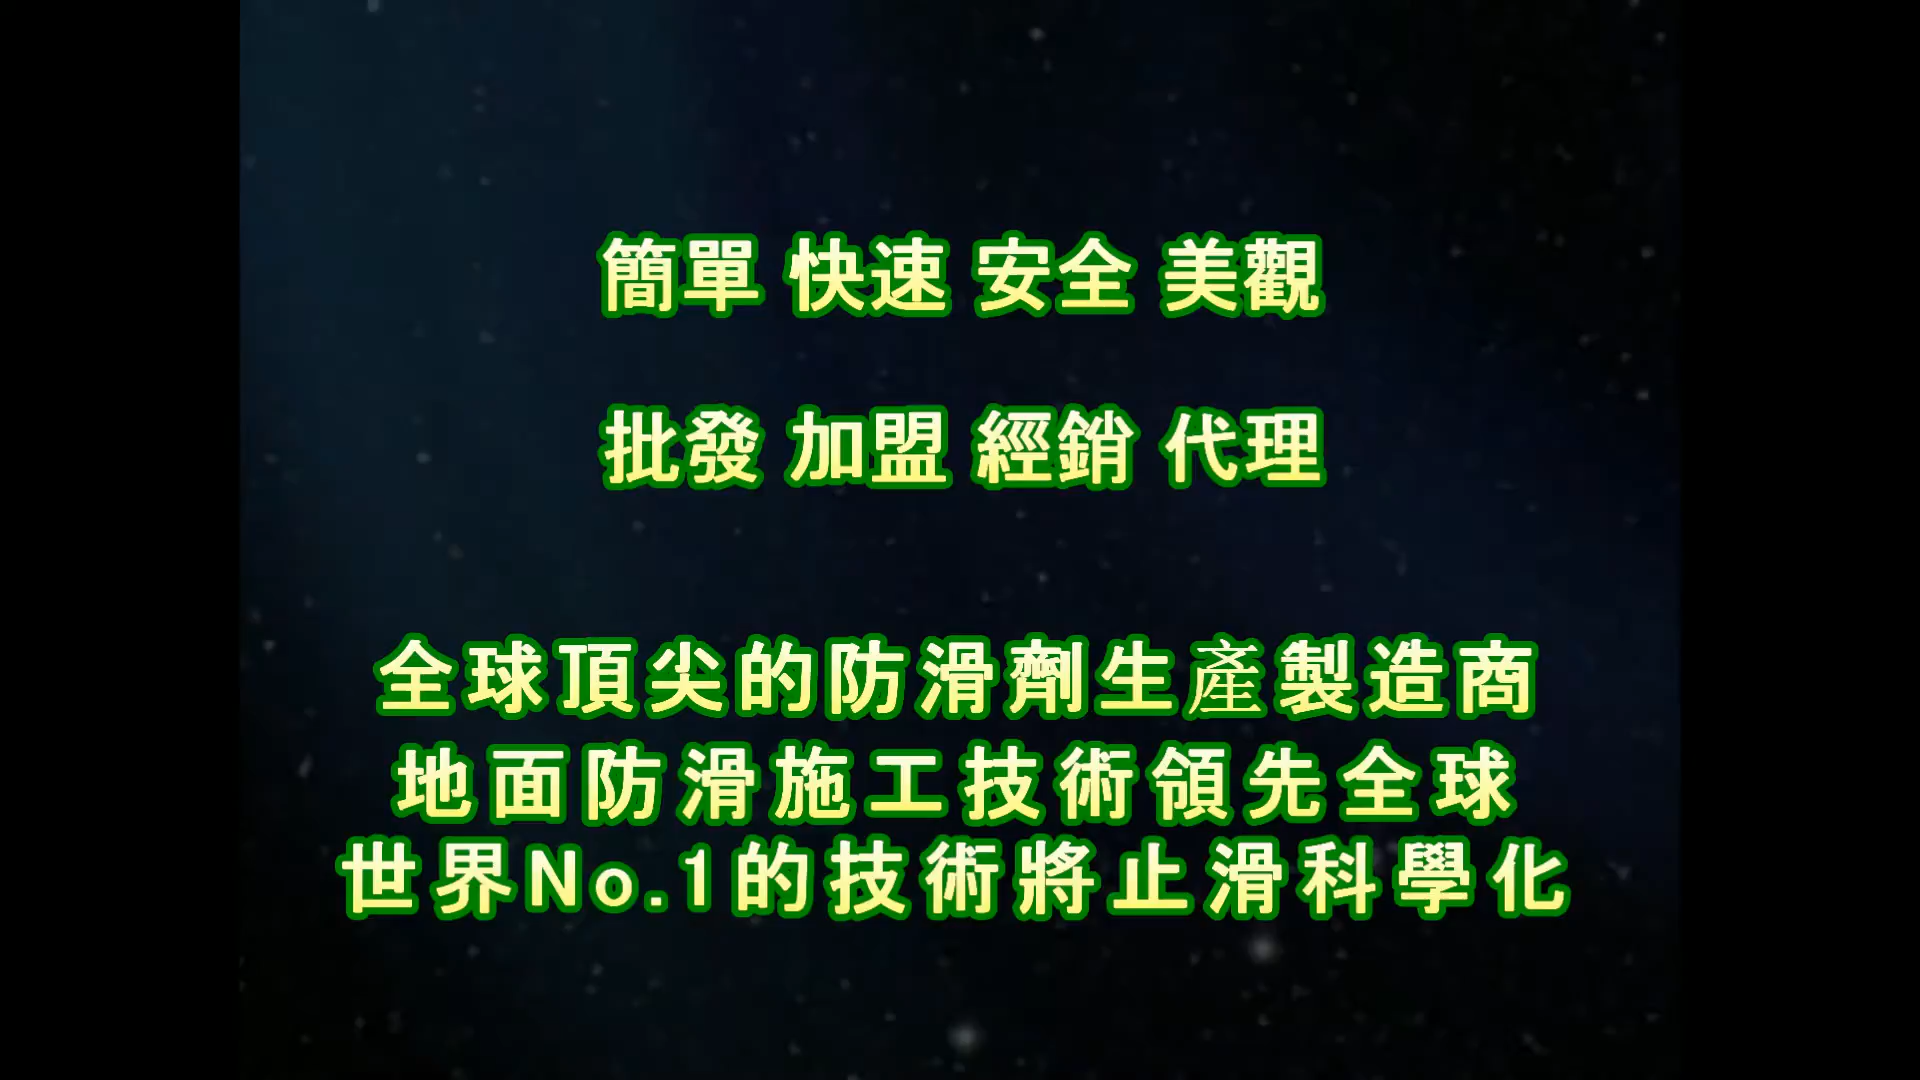 簡單 快速 安全 美觀
批發 加盟 經銷 代理
全球頂尖的防滑劑生產製造商
地面防滑施工技術領先全球
世界No.1的技術將止滑科學化